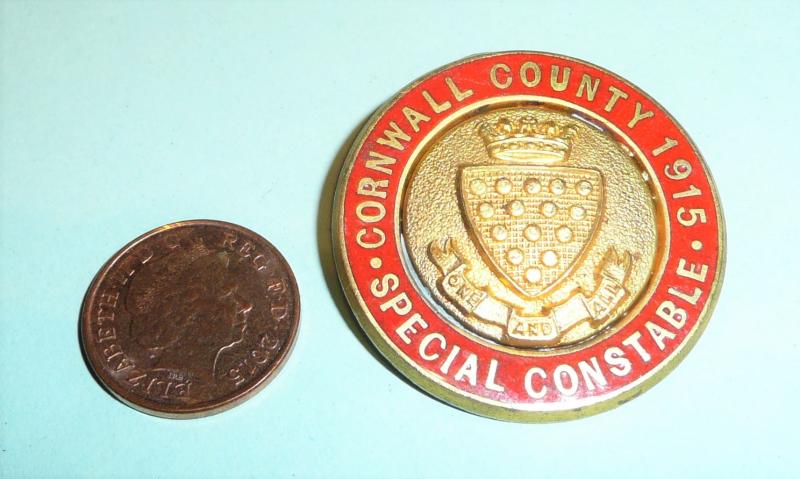 CORNWALL COUNTY 1915
SPECIAL CONSTABLE
ONE AND ALL
ELIZABETH II D G REG F D 2015